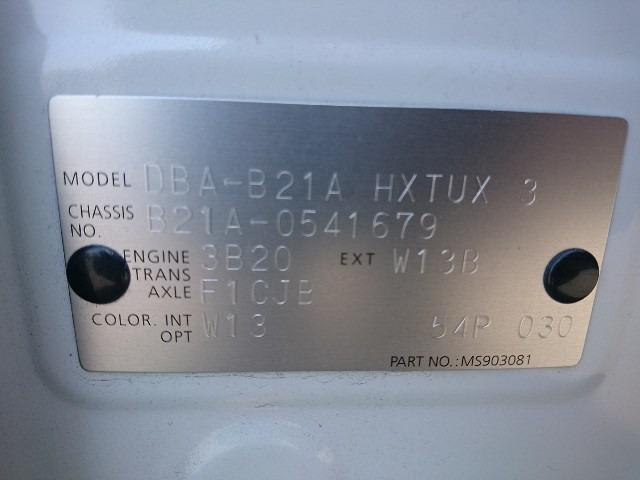 MODEL DBA-B21A HXTUX 3
CHASSIS NO. B21A-0541679
ENGINE 3B20 EXT W13B
TRANS AXLE F1CJB
COLOR. INT W13
OPT 54P 030
PART NO.:MS903081